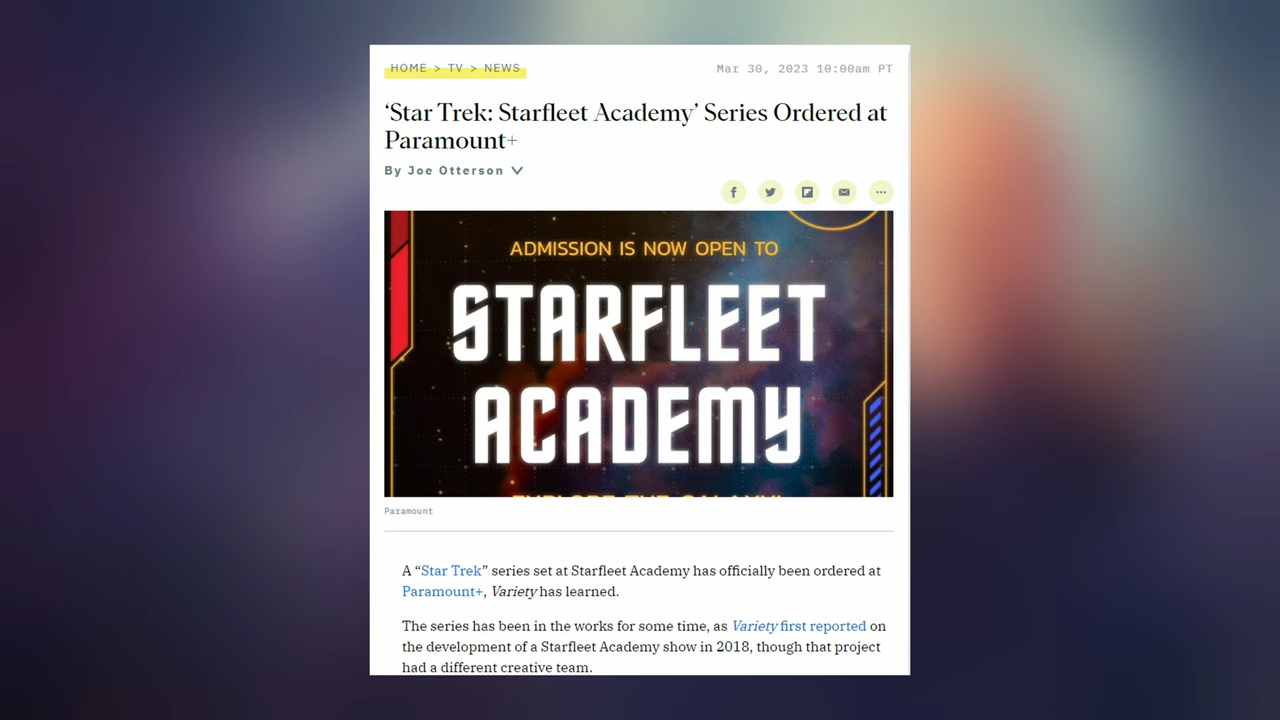 HOME > TV > NEWS
Mar 30, 2023 10:00am PT
‘Star Trek: Starfleet Academy’ Series Ordered at
Paramount+
By Joe Otterson
ADMISSION IS NOW OPEN TO
STARFLEET
ACADEMY
Paramount
A “Star Trek” series set at Starfleet Academy has officially been ordered at
Paramount+, Variety has learned.
The series has been in the works for some time, as Variety first reported on
the development of a Starfleet Academy show in 2018, though that project
had a different creative team.